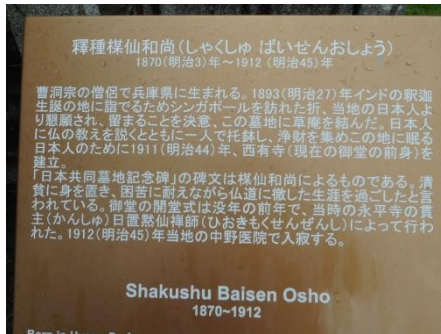 釋種楳仙和尚(しゃくしゅ ばいせんおしょう)
1870(明治3)年～1912 (明治45)年
曹洞宗の僧侶で兵庫県に生まれる。1893(明治27)年インドの釈迦
生誕の地に詣でるためシンガポールを訪れた折、当地の日本人よ
り懇願され、留まることを決意、この墓地に草庵を結んだ。日本人
に仏の教えを説くとともに一人で托鉢し、浄財を集めこの地に眠る
日本人のために1911(明治44)年、西有寺(現在の御堂の前身)を
建立。
「日本共同墓地記念碑」の碑文は楳仙和尚によるものである。清
貧に身を置き、困苦に耐えながら仏道に徹した生涯を過ごしたと言
われている。御堂の開堂式は没年の前年で、当時の永平寺の貫
主(かんしゅ)日置黙仙禅師(ひおきもくせんぜんし)によって行わ
れた。1912(明治45)年当地の中野医院で入寂する。
Shakushu Baisen Osho
1870~1912